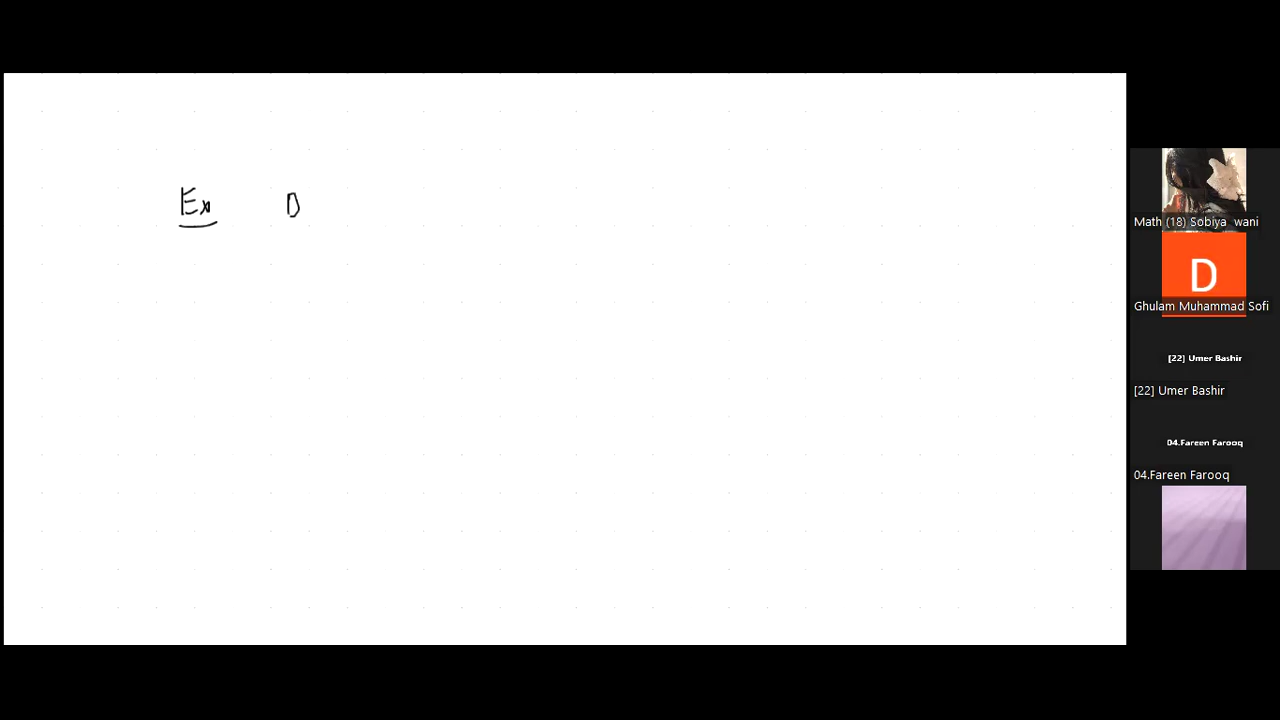 Ex D
Math (18) Sobiya wani
D
Ghulam Muhammad Sofi
[22] Umer Bashir
[22] Umer Bashir
04.Fareen Farooq
04.Fareen Farooq